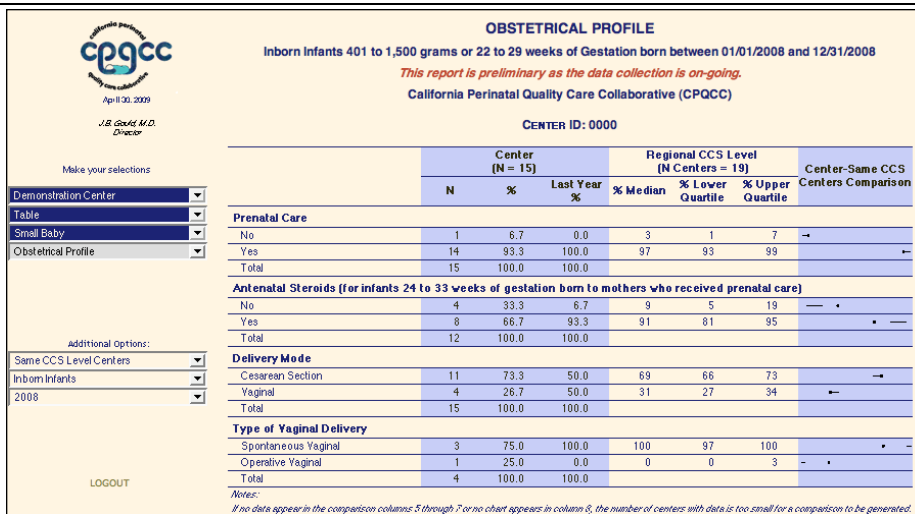 california perinatal
cpqcc
quality care collaborative
April 30, 2009
J.B. Gould, M.D.
Director
Make your selections
Demonstration Center
Table
Small Baby
Obstetrical Profile
Additional Options:
Same CCS Level Centers
Inborn Infants
2008
LOGOUT
OBSTETRICAL PROFILE
Inborn Infants 401 to 1,500 grams or 22 to 29 weeks of Gestation born between 01/01/2008 and 12/31/2008
This report is preliminary as the data collection is on-going.
California Perinatal Quality Care Collaborative (CPQCC)
CENTER ID: 0000
Center (N = 15) Regional CCS Level (N Centers = 19) Center-Same CCS Centers Comparison
N % Last Year % % Median % Lower Quartile % Upper Quartile
Prenatal Care
No 1 6.7 0.0 3 1 7
Yes 14 93.3 100.0 97 93 99
Total 15 100.0 100.0
Antenatal Steroids (for infants 24 to 33 weeks of gestation born to mothers who received prenatal care)
No 4 33.3 6.7 9 5 19
Yes 8 66.7 93.3 91 81 95
Total 12 100.0 100.0
Delivery Mode
Cesarean Section 11 73.3 50.0 69 66 73
Vaginal 4 26.7 50.0 31 27 34
Total 15 100.0 100.0
Type of Vaginal Delivery
Spontaneous Vaginal 3 75.0 100.0 100 97 100
Operative Vaginal 1 25.0 0.0 0 0 3
Total 4 100.0 100.0
Notes:
If no data appear in the comparison columns 5 through 7 or no chart appears in column 8, the number of centers with data is too small for a comparison to be generated.